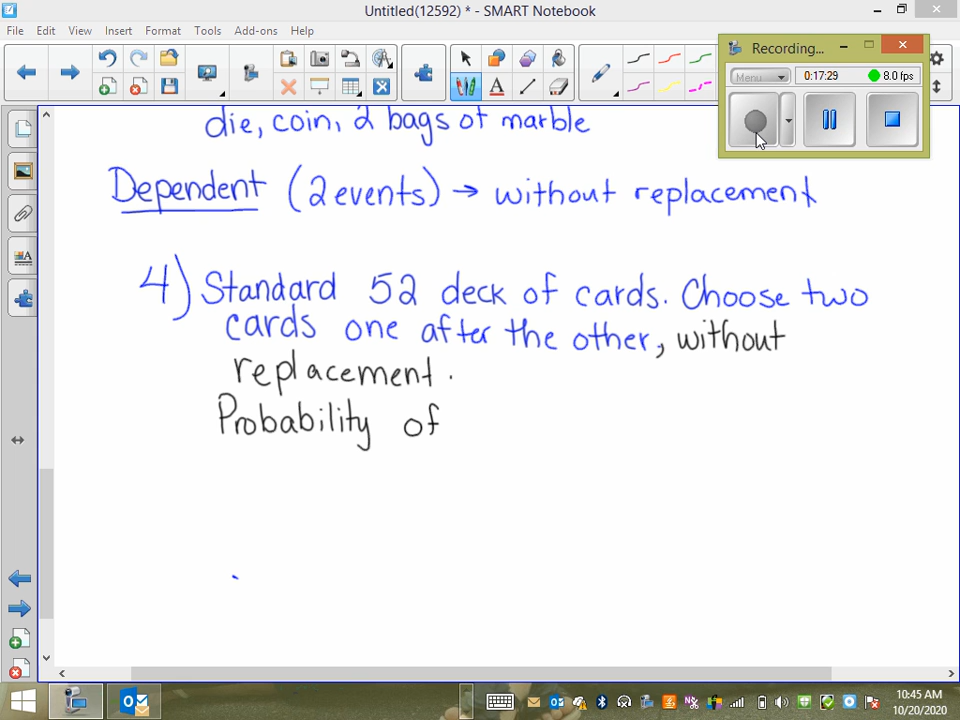 Untitled(12592) * - SMART Notebook
File Edit View Insert Format Tools Add-ons Help
Recording...
Menu 0:17:29 8.0 fps
die, coin, 2 bags of marble
Dependent (2 events) → without replacement
4) Standard 52 deck of cards. Choose two
cards one after the other, without
replacement.
Probability of
10:45 AM
10/20/2020